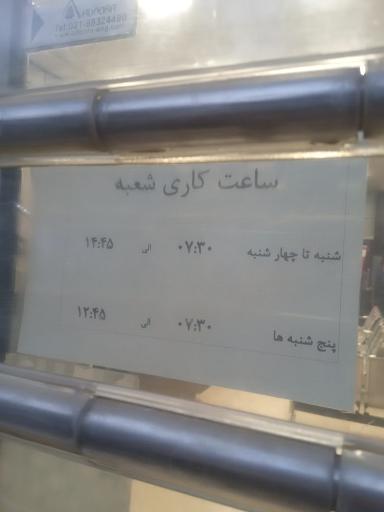 ساعت کاری شعبه
شنبه تا چهار شنبه ۰۷:۳۰ الی ۱۴:۴۵
پنج شنبه ها ۰۷:۳۰ الی ۱۲:۴۵